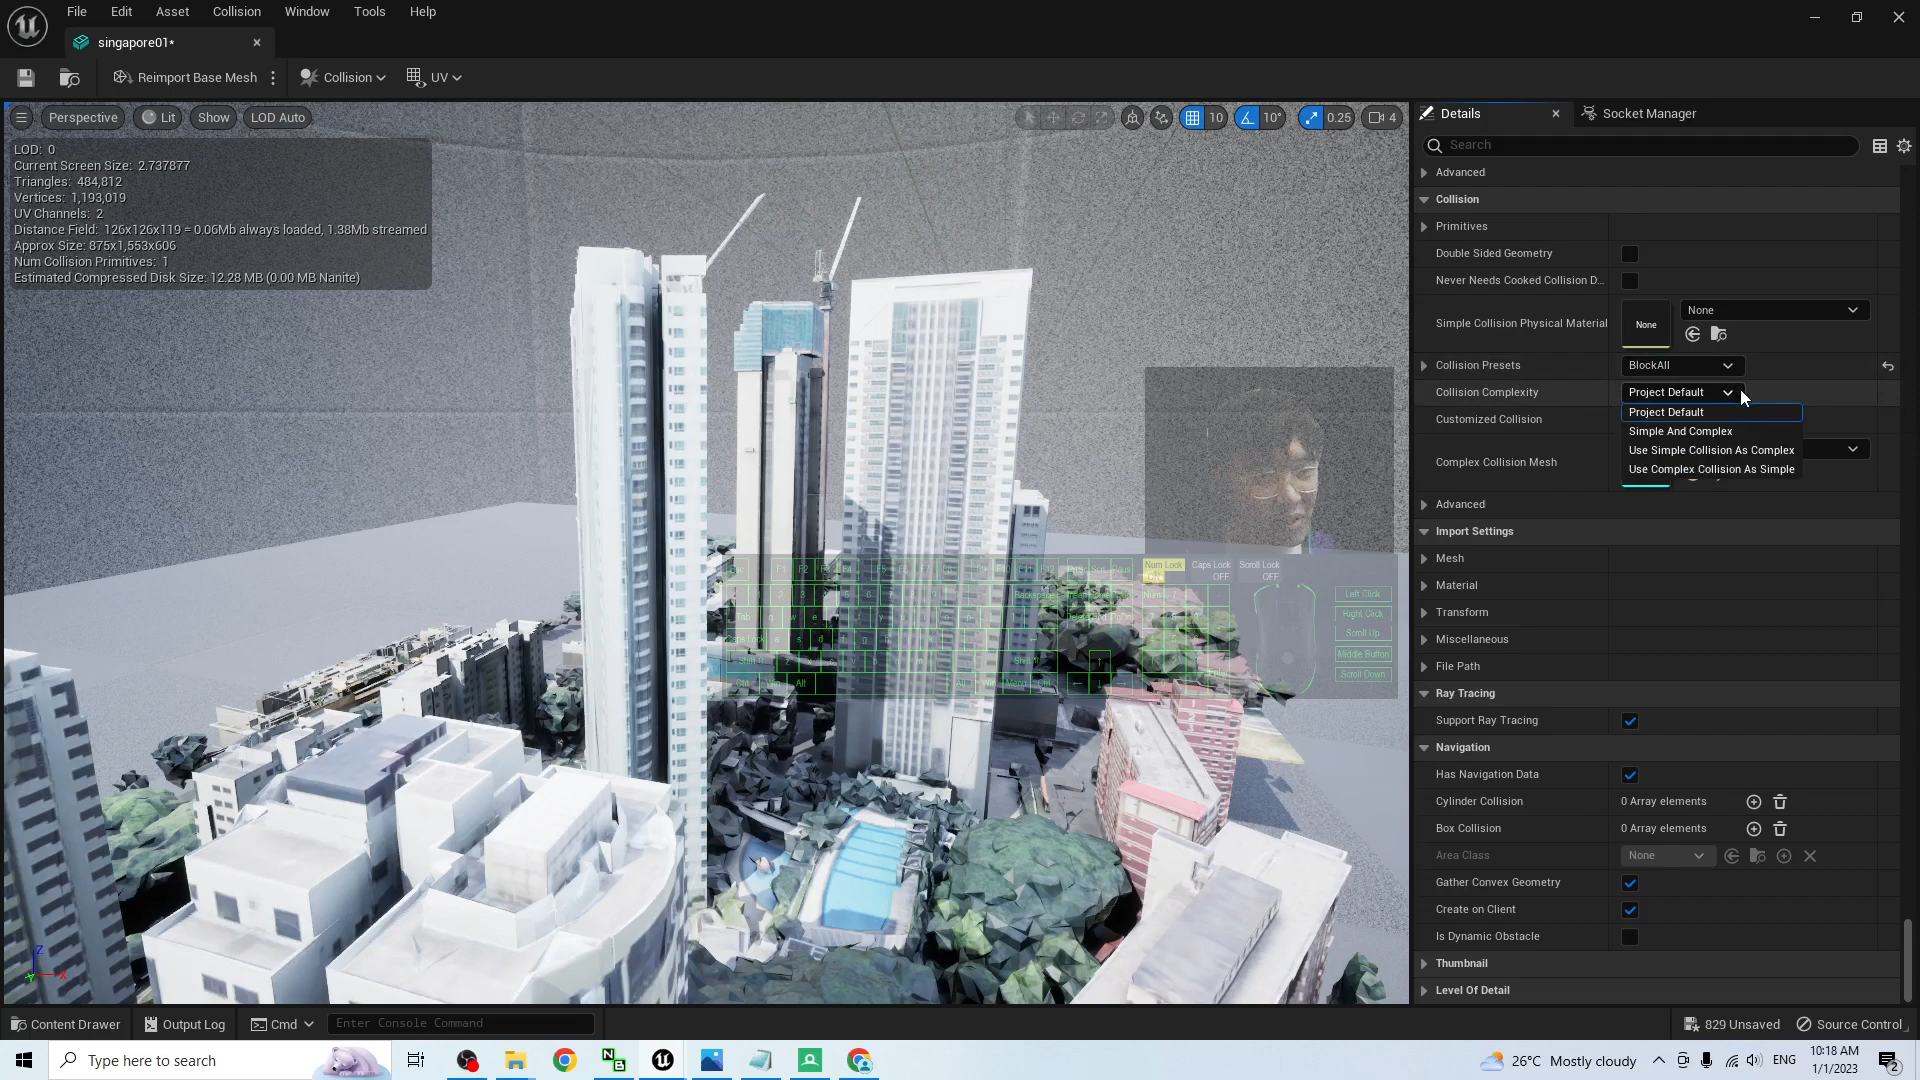 File Edit Asset Collision Window Tools Help
singapore01*
Reimport Base Mesh Collision UV
Perspective Lit Show LOD Auto 10 10° 0.25 4
LOD: 0
Current Screen Size: 2.737877
Triangles: 484,812
Vertices: 1,193,019
UV Channels: 2
Distance Field: 126x126x119 = 0.06Mb always loaded, 1.38Mb streamed
Approx Size: 875x1,553x606
Num Collision Primitives: 1
Estimated Compressed Disk Size: 12.28 MB (0.00 MB Nanite)
Num Lock Caps Lock Scroll Lock
OFF OFF
Left Click
Right Click
Scroll Up
Middle Button
Scroll Down
Details Socket Manager
Search
Advanced
Collision
Primitives
Double Sided Geometry
Never Needs Cooked Collision D...
Simple Collision Physical Material None None
Collision Presets BlockAll
Collision Complexity Project Default
Project Default
Simple And Complex
Use Simple Collision As Complex
Use Complex Collision As Simple
Customized Collision
Complex Collision Mesh
Advanced
Import Settings
Mesh
Material
Transform
Miscellaneous
File Path
Ray Tracing
Support Ray Tracing
Navigation
Has Navigation Data
Cylinder Collision 0 Array elements
Box Collision 0 Array elements
Area Class None
Gather Convex Geometry
Create on Client
Is Dynamic Obstacle
Thumbnail
Level Of Detail
Content Drawer Output Log Cmd Enter Console Command 829 Unsaved Source Control
Type here to search 26°C Mostly cloudy ENG
10:18 AM
1/1/2023
2